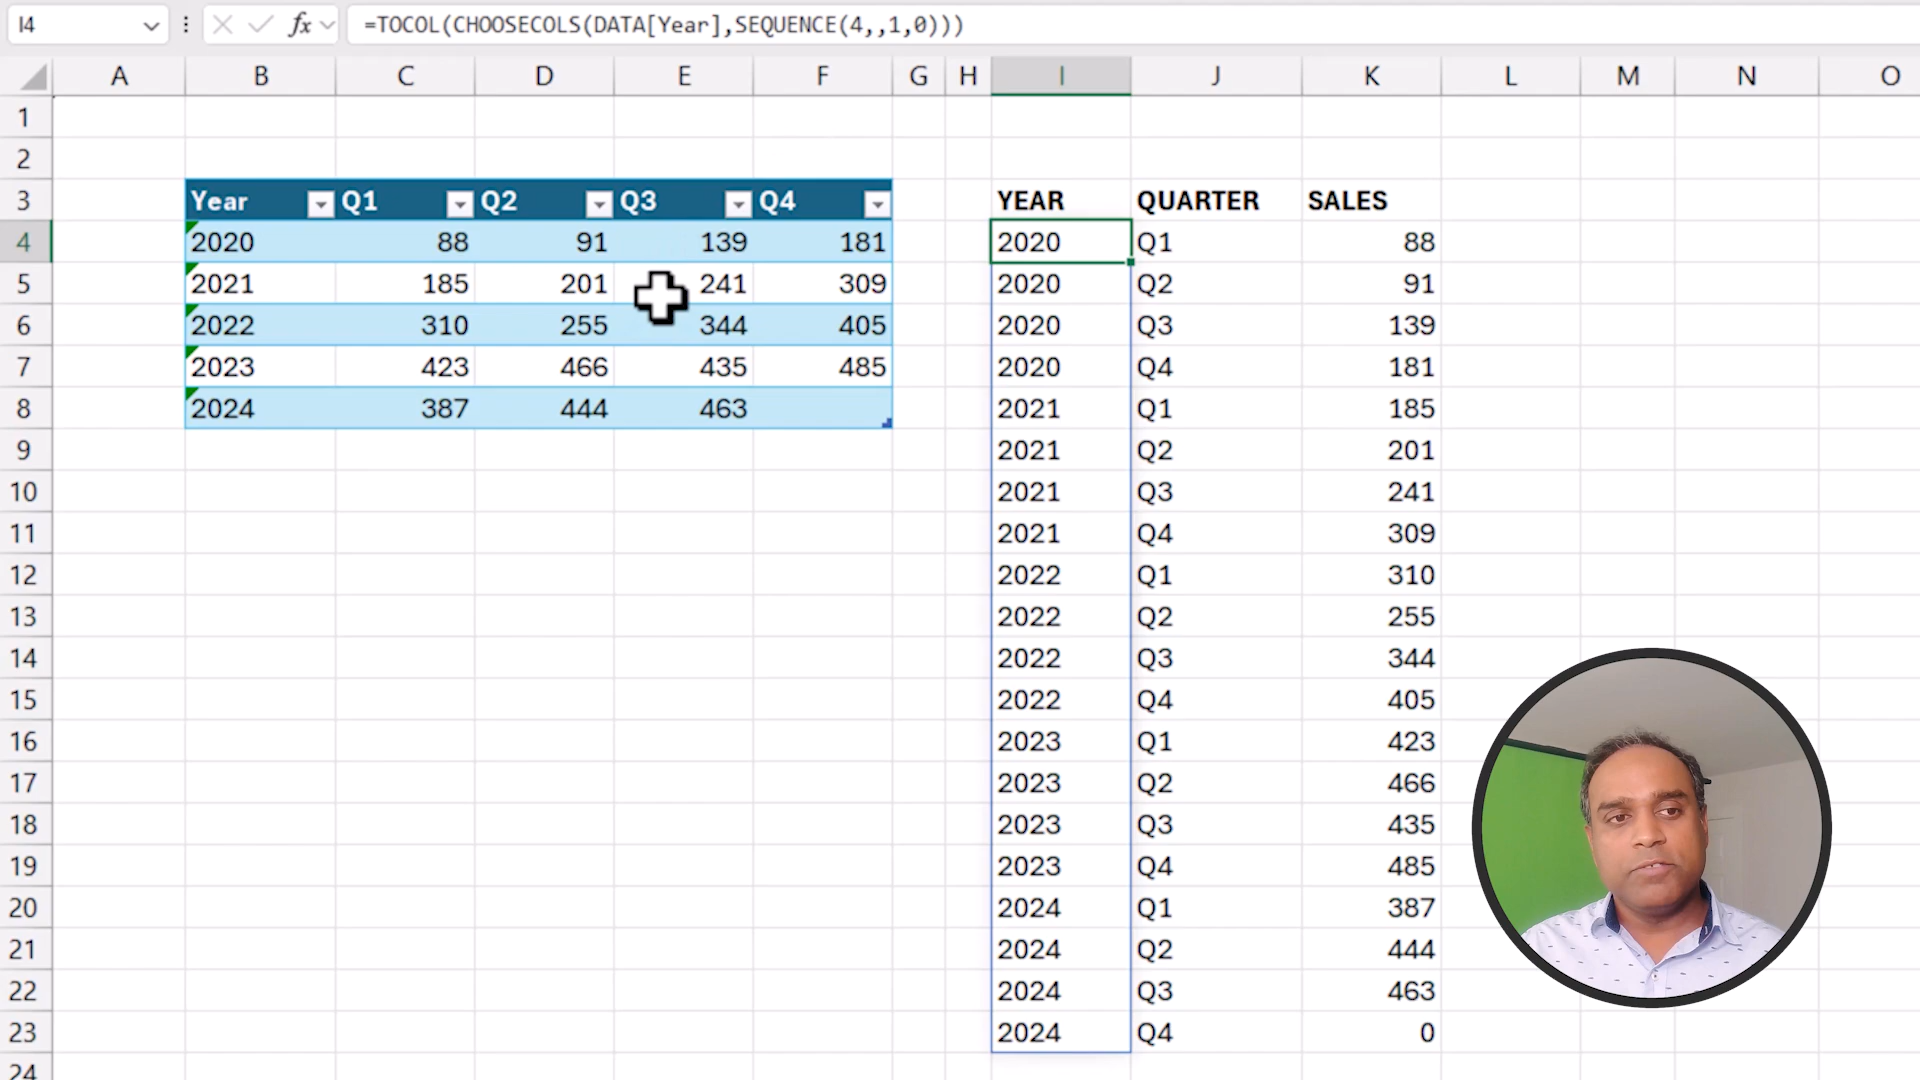 I4 fx =TOCOL(CHOOSECOLS(DATA[Year],SEQUENCE(4,,1,0)))
A B C D E F G H I J K L M N O
1
2
3 Year Q1 Q2 Q3 Q4 YEAR QUARTER SALES
4 2020 88 91 139 181 2020 Q1 88
5 2021 185 201 241 309 2020 Q2 91
6 2022 310 255 344 405 2020 Q3 139
7 2023 423 466 435 485 2020 Q4 181
8 2024 387 444 463 2021 Q1 185
9 2021 Q2 201
10 2021 Q3 241
11 2021 Q4 309
12 2022 Q1 310
13 2022 Q2 255
14 2022 Q3 344
15 2022 Q4 405
16 2023 Q1 423
17 2023 Q2 466
18 2023 Q3 435
19 2023 Q4 485
20 2024 Q1 387
21 2024 Q2 444
22 2024 Q3 463
23 2024 Q4 0
24